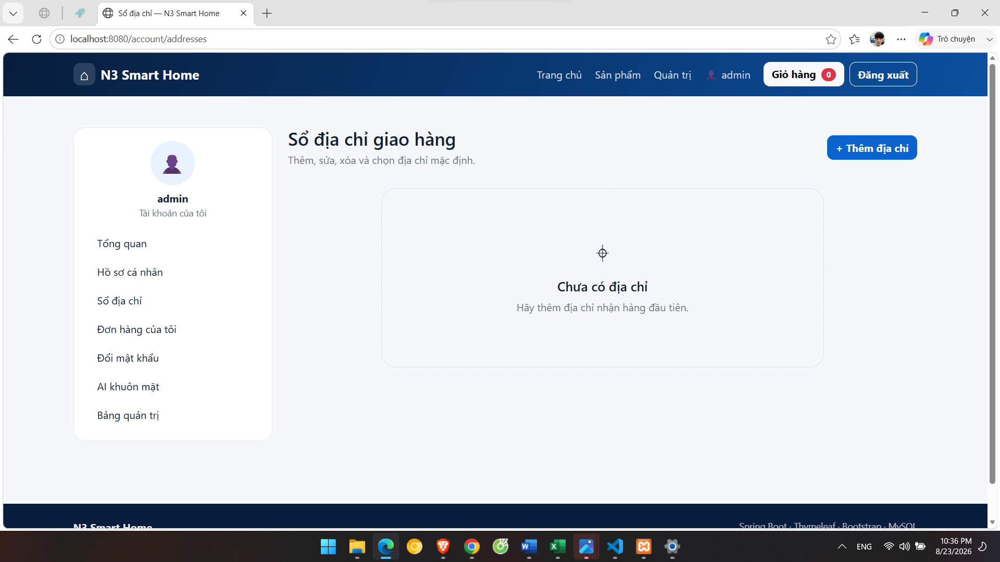 Sổ địa chỉ — N3 Smart Home
localhost:8080/account/addresses
Trò chuyện
N3 Smart Home
Trang chủ
Sản phẩm
Quản trị
admin
Giỏ hàng 0
Đăng xuất
admin
Tài khoản của tôi
Tổng quan
Hồ sơ cá nhân
Sổ địa chỉ
Đơn hàng của tôi
Đổi mật khẩu
AI khuôn mặt
Bảng quản trị
Sổ địa chỉ giao hàng
Thêm, sửa, xóa và chọn địa chỉ mặc định.
+ Thêm địa chỉ
Chưa có địa chỉ
Hãy thêm địa chỉ nhận hàng đầu tiên.
N3 Smart Home
Spring Boot · Thymeleaf · Bootstrap · MySQL
ENG
10:36 PM
8/23/2026